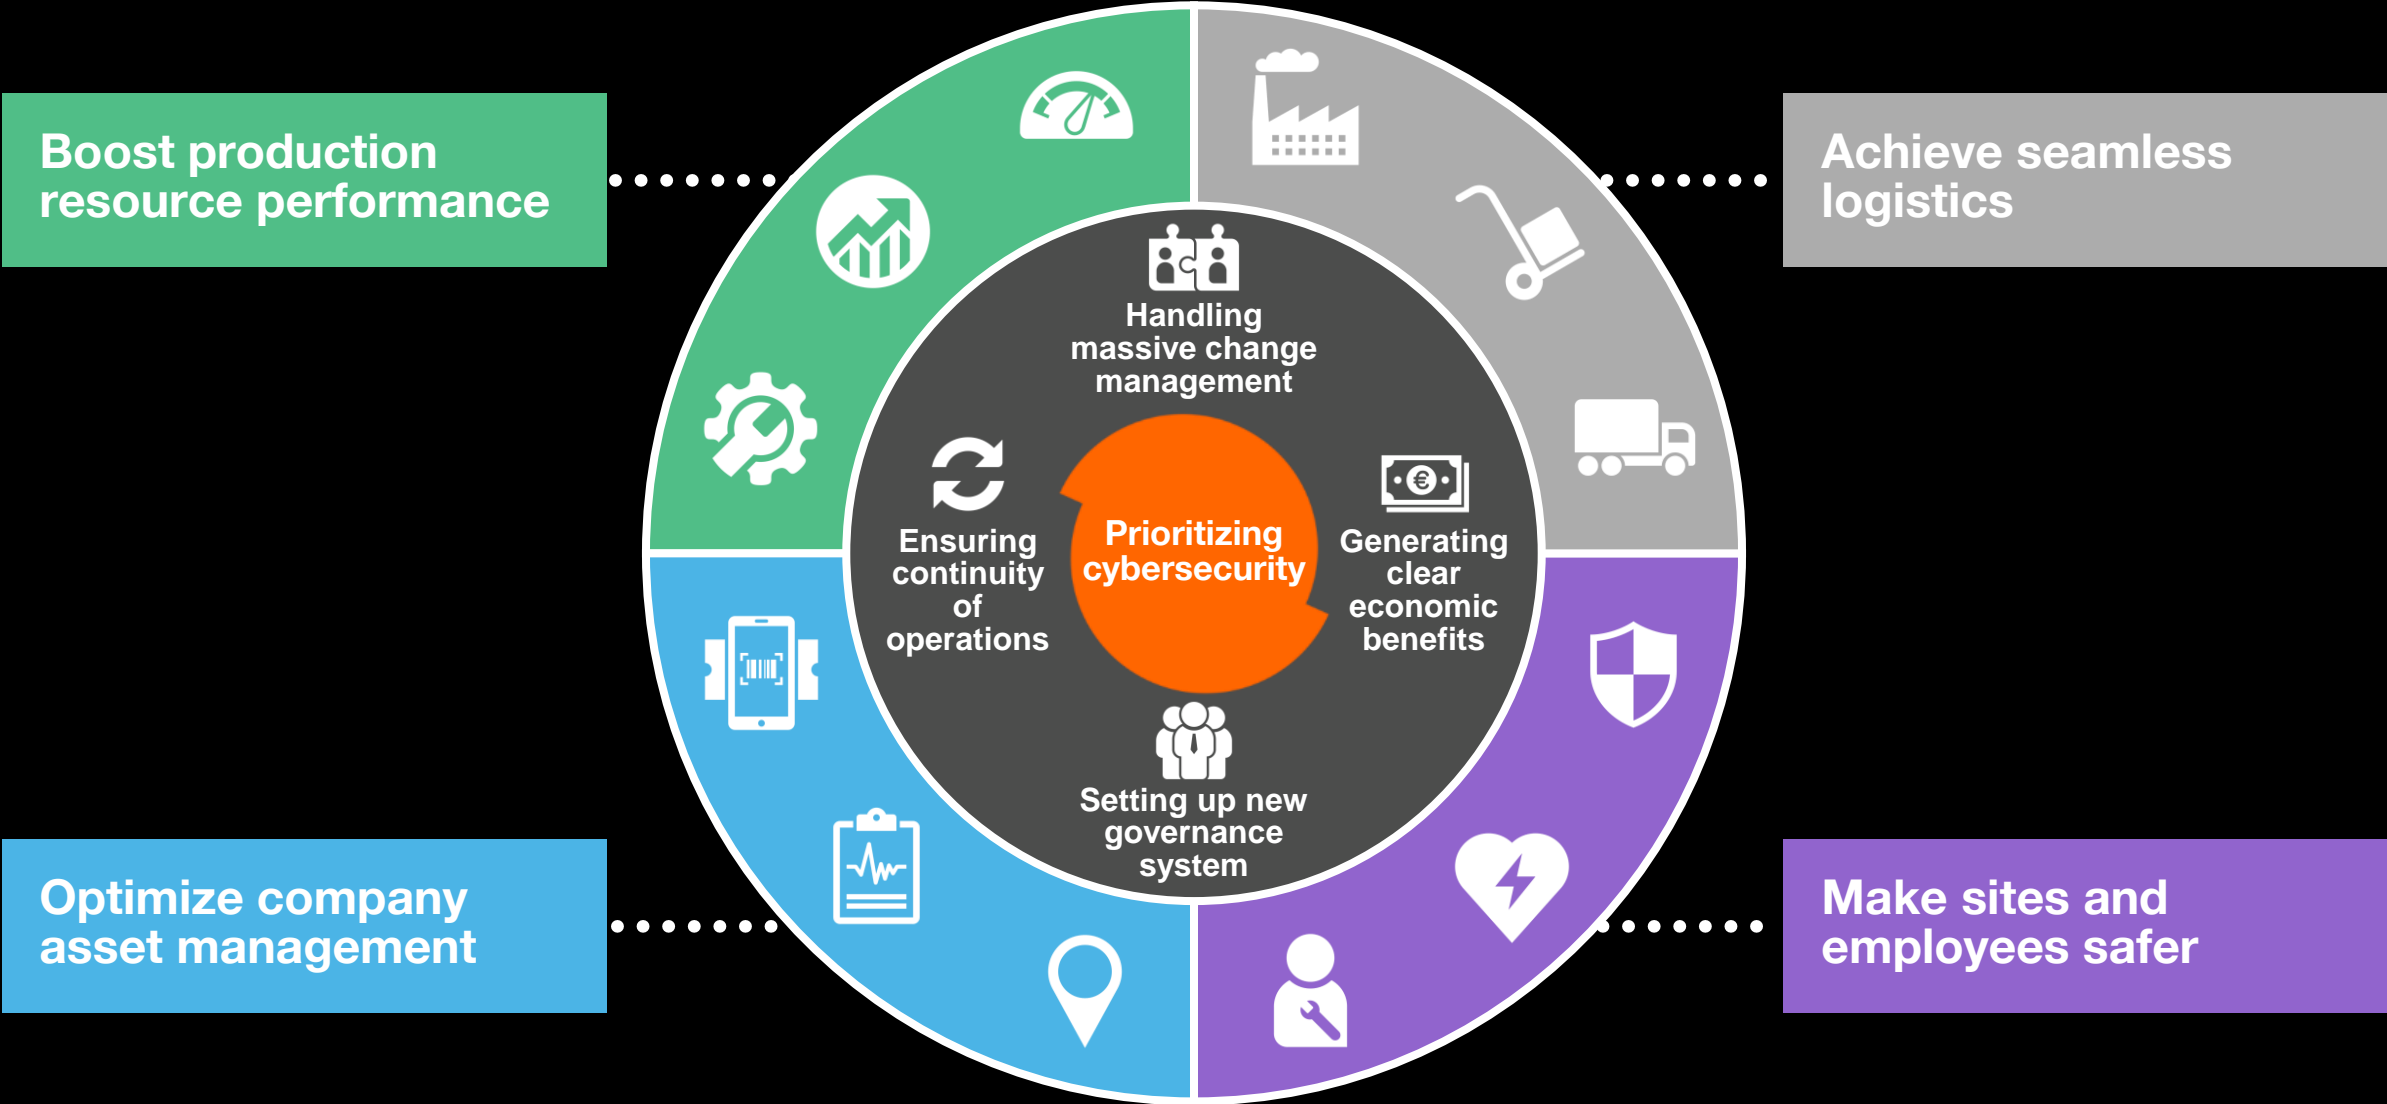 Boost production
resource performance
Achieve seamless
logistics
Handling
massive change
management
Ensuring
continuity
of
operations
Prioritizing
cybersecurity
€
Generating
clear
economic
benefits
Setting up new
governance
system
Optimize company
asset management
Make sites and
employees safer